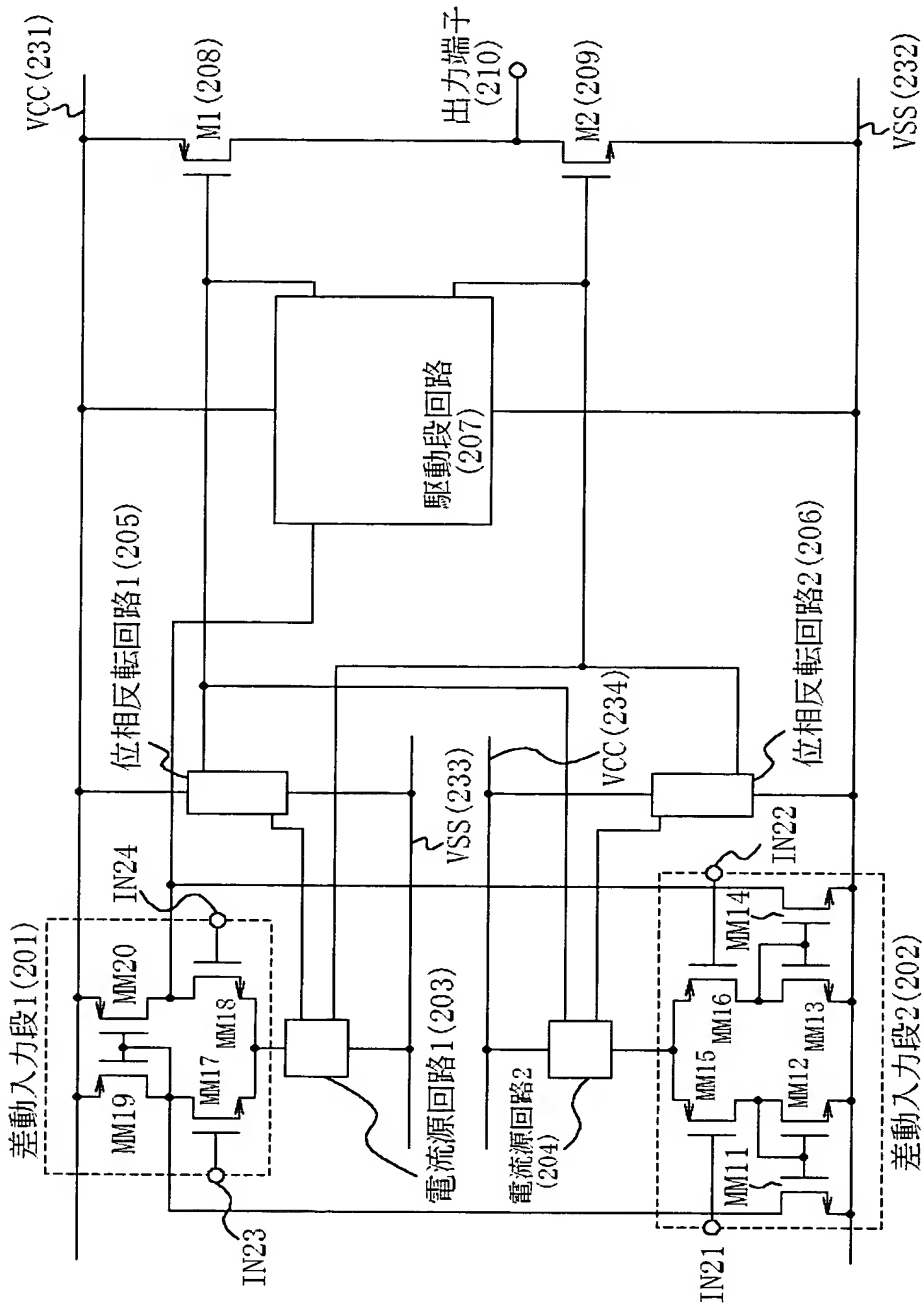 VCC(231)
M1(208)
出力端子
(210)
M2(209)
VSS(232)
駆動段回路
(207)
位相反転回路1(205)
VSS(233)
VCC(234)
位相反転回路2(206)
IN24
IN22
差動入力段1(201)
MM19
MM20
MM17
MM18
IN23
電流源回路1(203)
電流源回路2
(204)
MM15
MM16
MM14
MM11
MM12
MM13
IN21
差動入力段2(202)